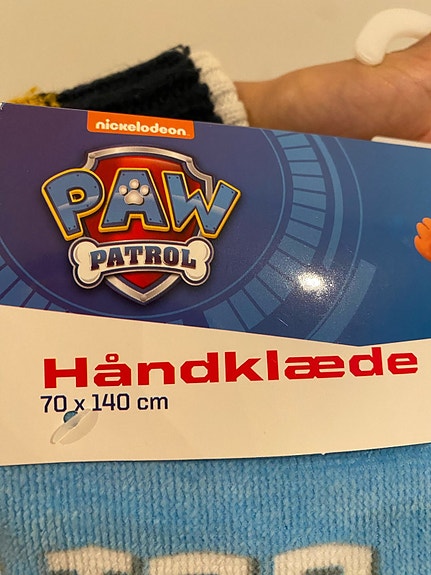 nickelodeon
PAW
PATROL
Håndklæde
70 x 140 cm